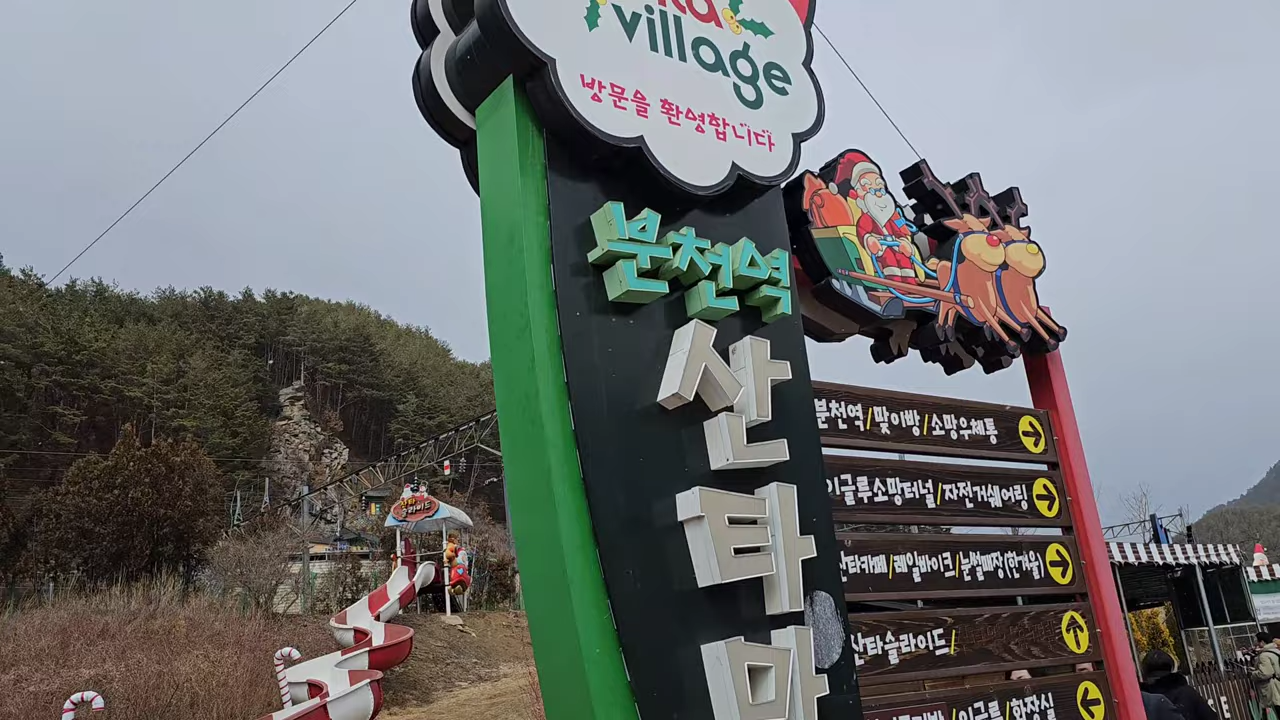 village
방문을 환영합니다
분천역
산타마
분천역/맞이방/소망우체통
이글루소망터널/자전거쉐어링
산타카페/레일바이크/눈썰매장(한겨울)
산타슬라이드/
/이글루/화장실